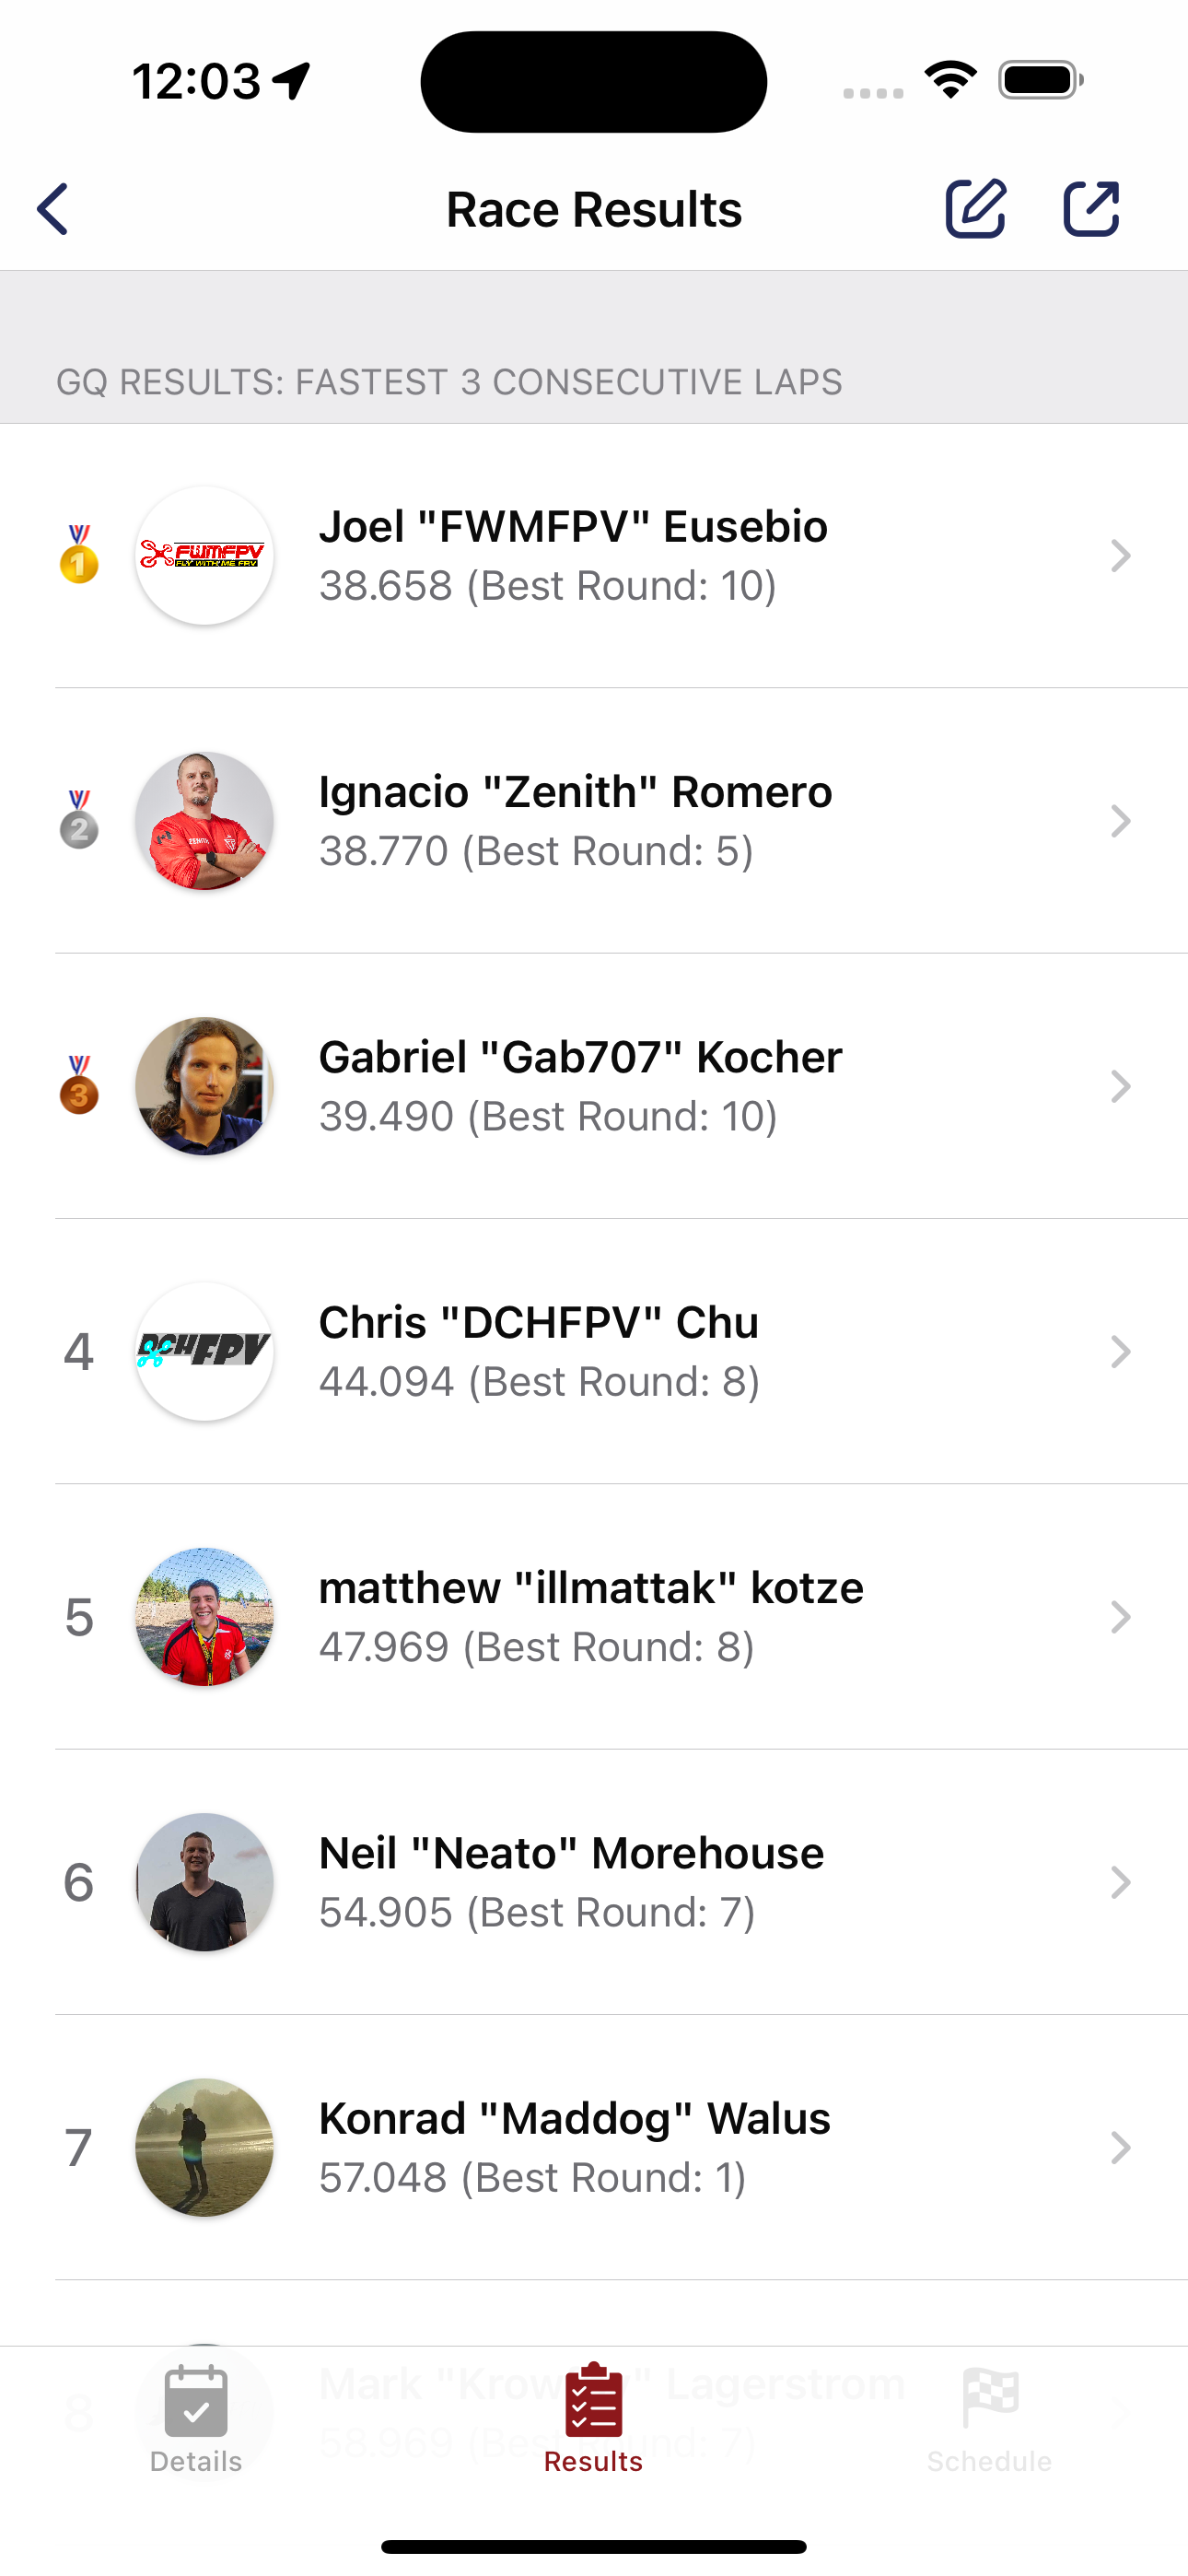 12:03
Race Results
GQ RESULTS: FASTEST 3 CONSECUTIVE LAPS
1
FWMFPV
FLY WITH ME FPV
Joel "FWMFPV" Eusebio
38.658 (Best Round: 10)
2
ZENITH
Ignacio "Zenith" Romero
38.770 (Best Round: 5)
3
Gabriel "Gab707" Kocher
39.490 (Best Round: 10)
4
DCHFPV
Chris "DCHFPV" Chu
44.094 (Best Round: 8)
5
matthew "illmattak" kotze
47.969 (Best Round: 8)
6
Neil "Neato" Morehouse
54.905 (Best Round: 7)
7
Konrad "Maddog" Walus
57.048 (Best Round: 1)
8
Mark "Lagerstrom
58.969 (Best 7)
Details
Results
Schedule